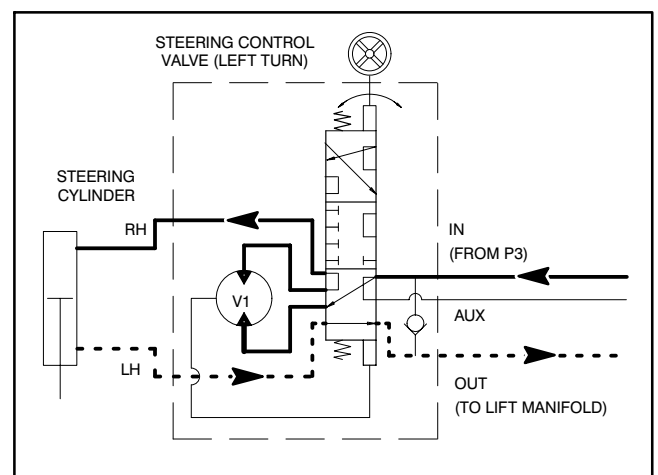 STEERING CONTROL
VALVE (LEFT TURN)
STEERING
CYLINDER
RH
IN
(FROM P3)
V1
AUX
LH
OUT
(TO LIFT MANIFOLD)